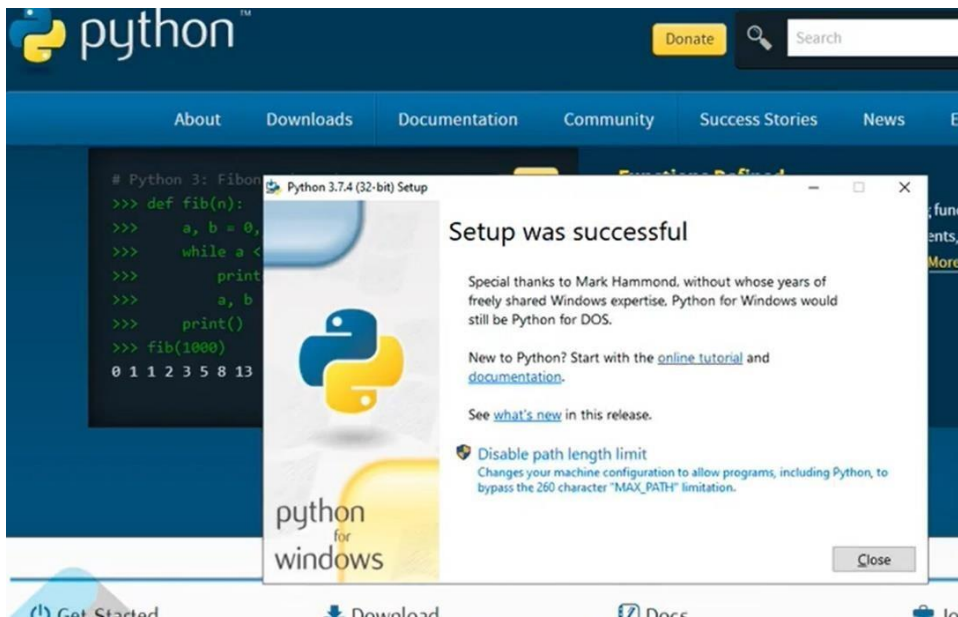 python™
Donate
Search
About Downloads Documentation Community Success Stories News
# Python 3: Fibon
>>> def fib(n):
>>> a, b = 0,
>>> while a <
>>> print
>>> a, b
>>> print()
>>> fib(1000)
0 1 1 2 3 5 8 13
Functions Defined
More
Python 3.7.4 (32-bit) Setup
Setup was successful
Special thanks to Mark Hammond, without whose years of
freely shared Windows expertise, Python for Windows would
still be Python for DOS.
New to Python? Start with the online tutorial and
documentation.
See what's new in this release.
Disable path length limit
Changes your machine configuration to allow programs, including Python, to
bypass the 260 character "MAX_PATH" limitation.
python
for
windows
Close
Get Started Download Docs